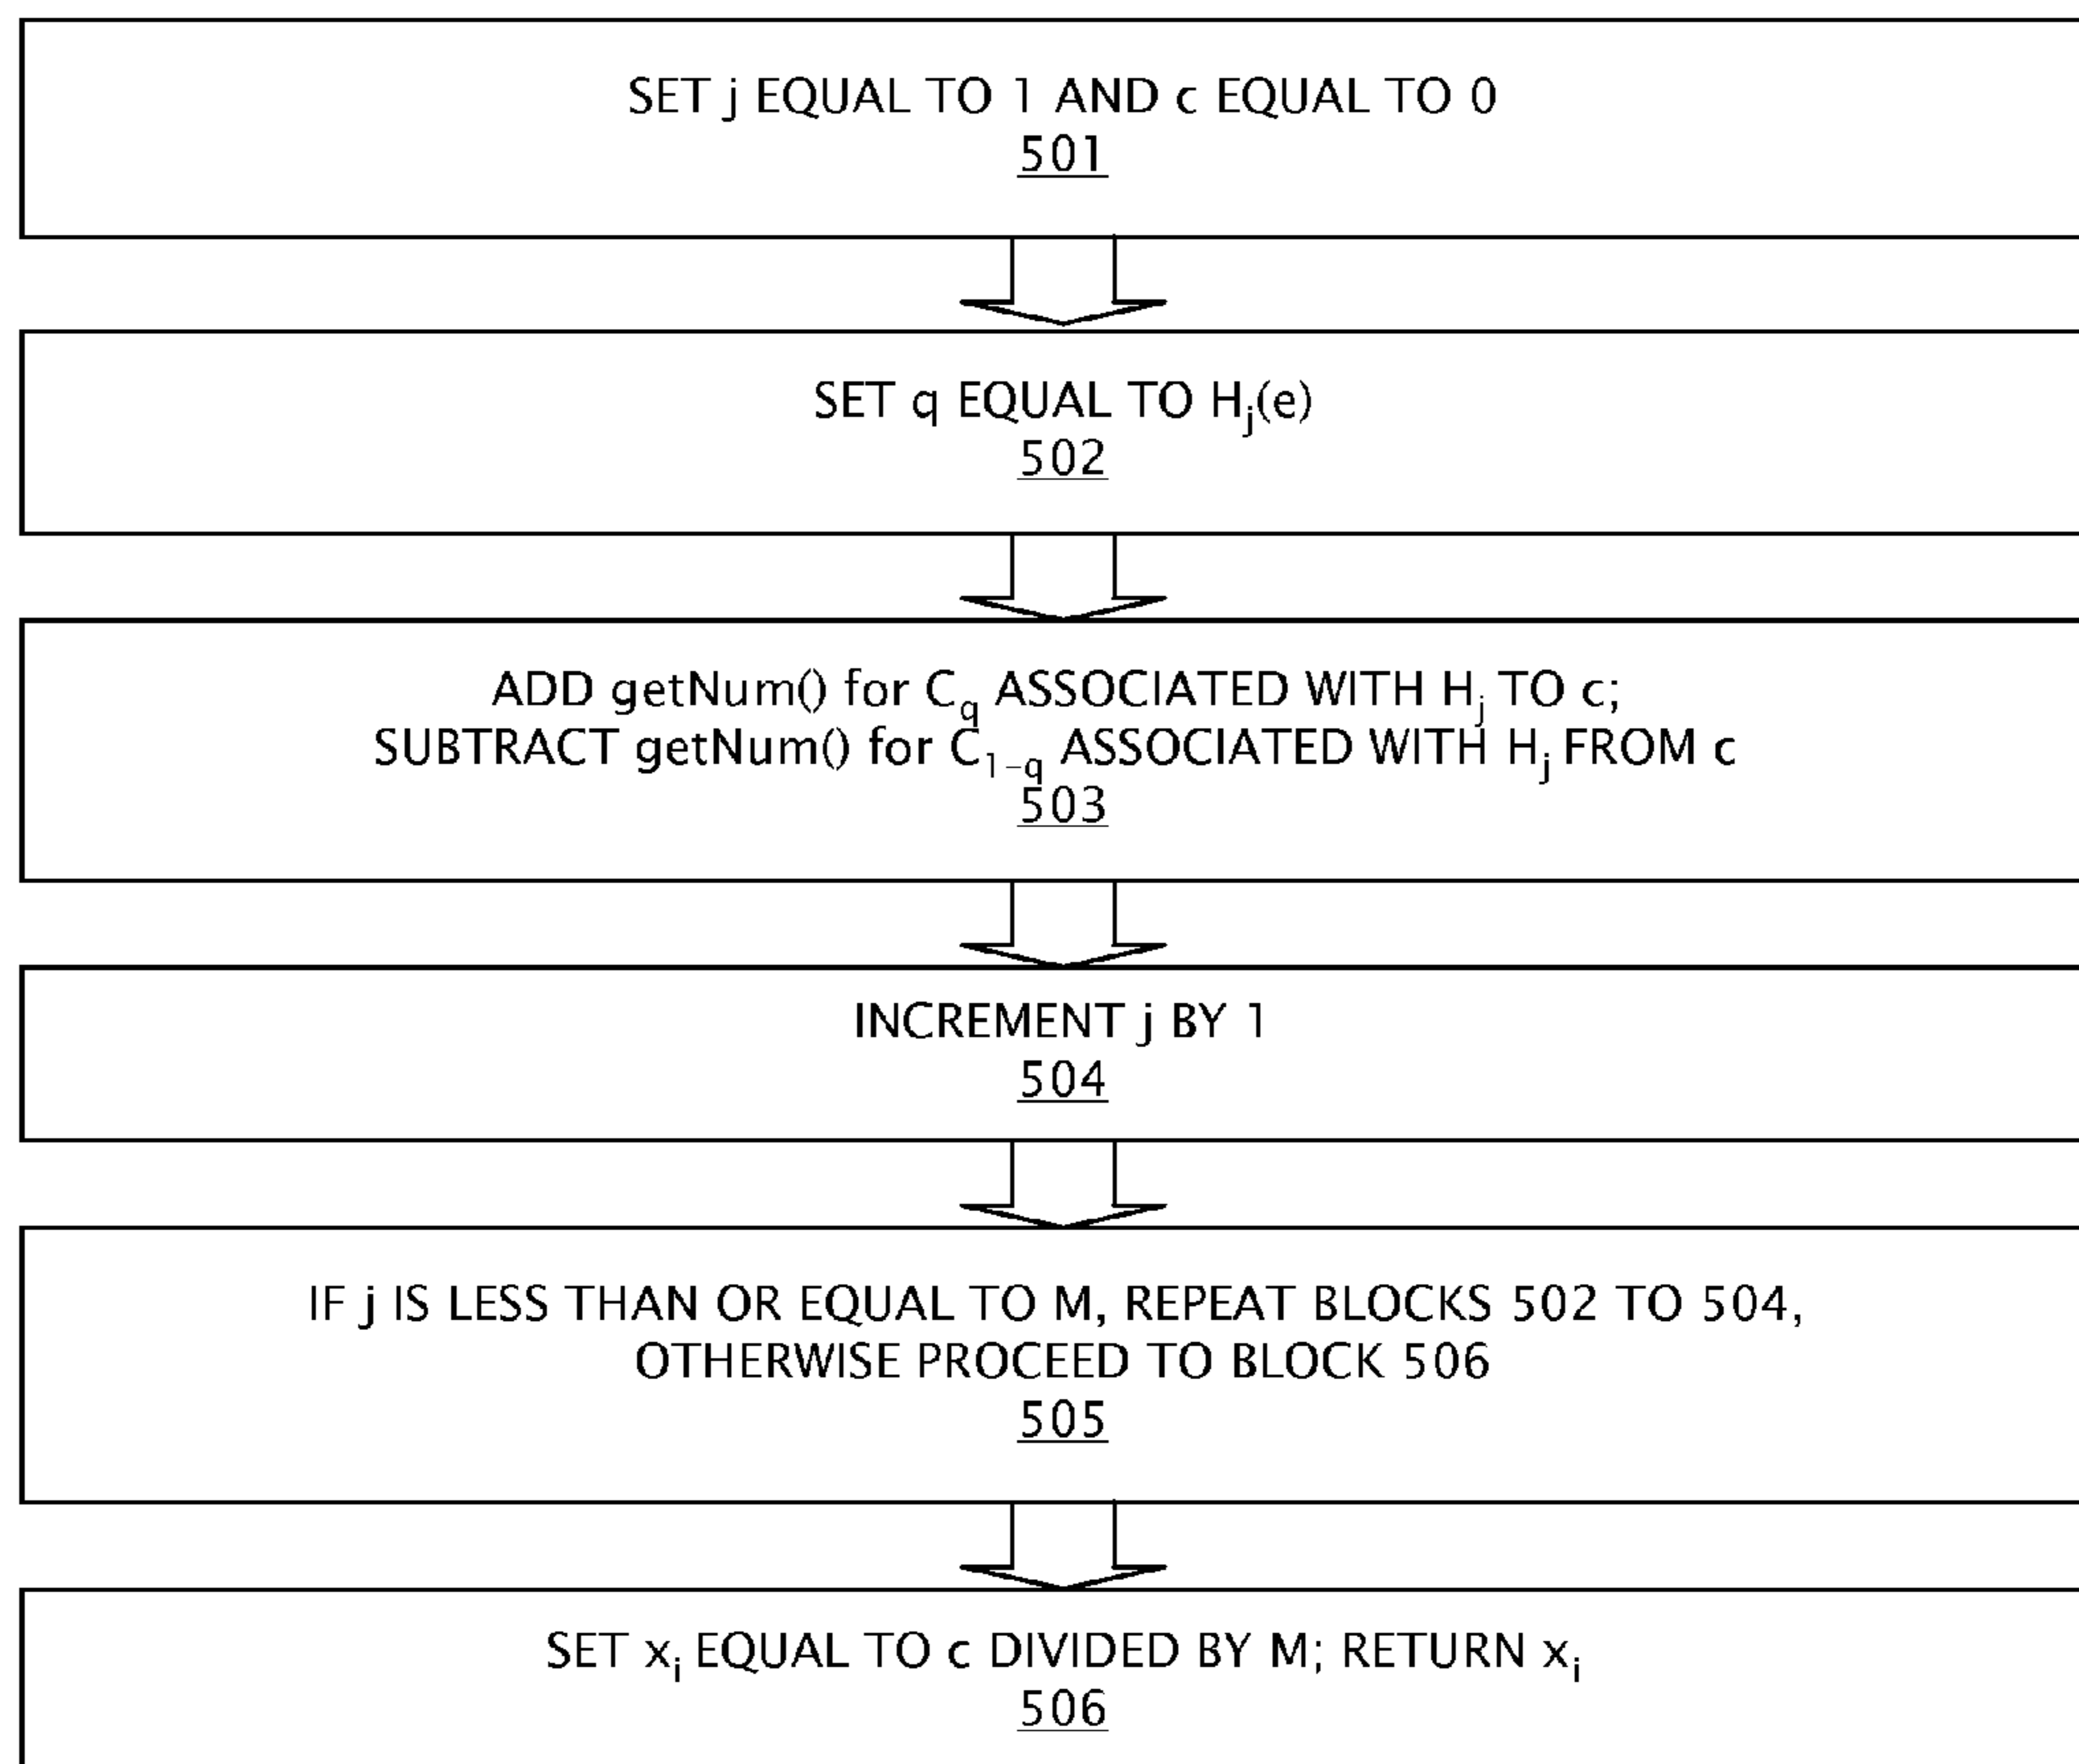 SET j EQUAL TO 1 AND c EQUAL TO 0
501
SET q EQUAL TO Hj(e)
502
ADD getNum() for Cq ASSOCIATED WITH Hj TO c;
SUBTRACT getNum() for C1-q ASSOCIATED WITH Hj FROM c
503
INCREMENT j BY 1
504
IF j IS LESS THAN OR EQUAL TO M, REPEAT BLOCKS 502 TO 504,
OTHERWISE PROCEED TO BLOCK 506
505
SET xi EQUAL TO c DIVIDED BY M; RETURN xi
506